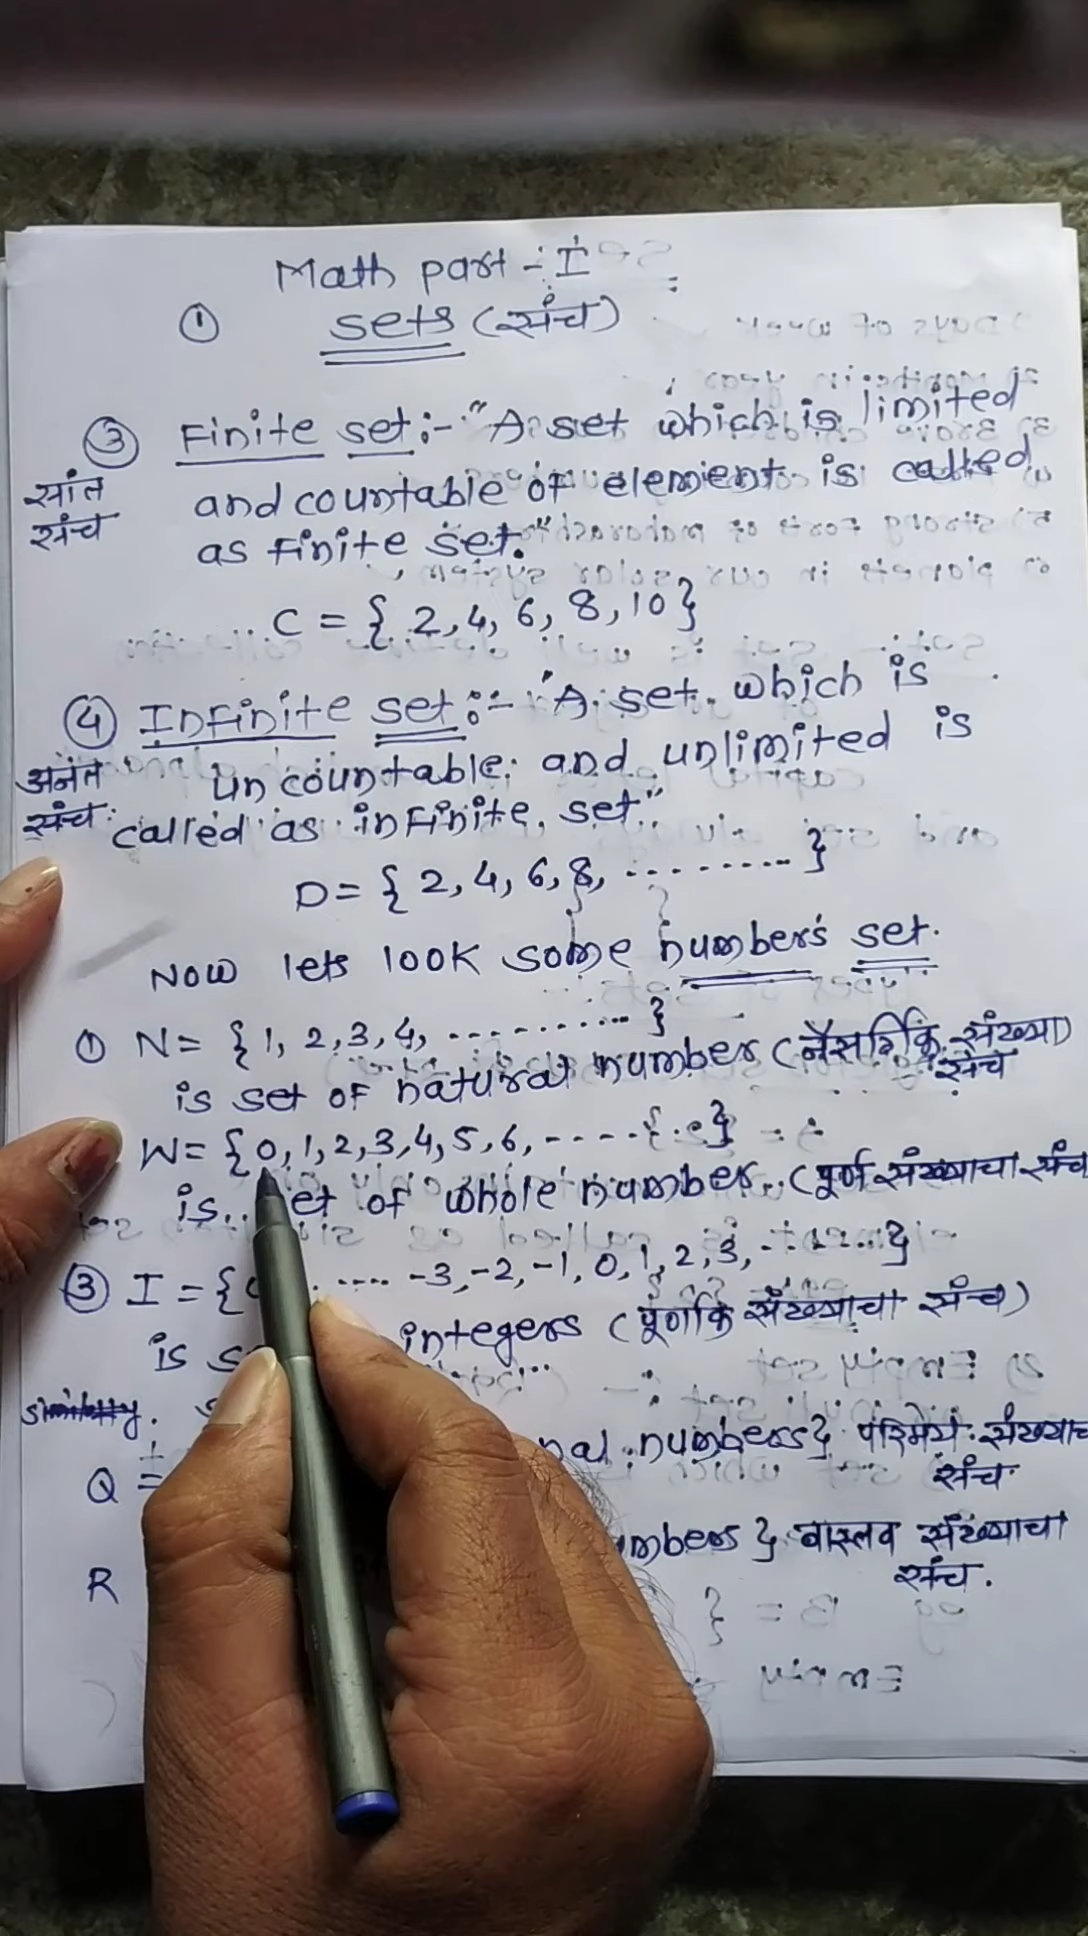 Math part - I
① sets (संच)
③ Finite set :- "A set which is limited
सांत संच
and countable of element is called
as finite set."
C = { 2, 4, 6, 8, 10 }
④ Infinite set :- "A set which is
अनंत संच
un countable and unlimited is
called as infinite set."
D = { 2, 4, 6, 8, ......... }
Now lets look some numbers set.
① N = { 1, 2, 3, 4, .......... }
is set of natural number (नैसर्गिक संख्या संच
W = { 0, 1, 2, 3, 4, 5, 6, ----- }
is set of whole number (पूर्ण संख्याचा संच
③ I = { ..... -3, -2, -1, 0, 1, 2, 3, ....... }
is integers (पूर्णांक संख्याचा संच)
Q = numbers } परिमेय संख्याच संच
R } वास्तव संख्याचा संच.